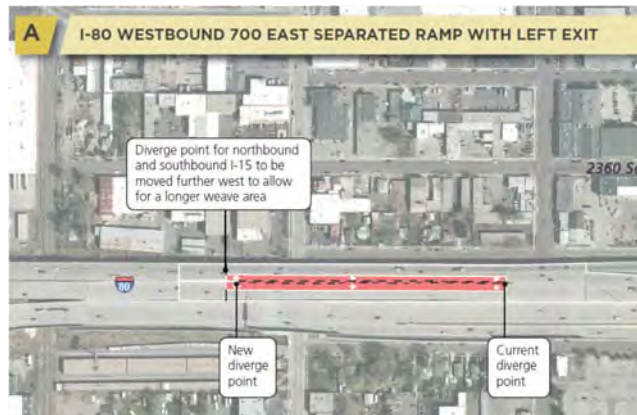 A
I-80 WESTBOUND 700 EAST SEPARATED RAMP WITH LEFT EXIT
Diverge point for northbound
and southbound I-15 to be
moved further west to allow
for a longer weave area
2360
80
New
diverge
point
Current
diverge
point